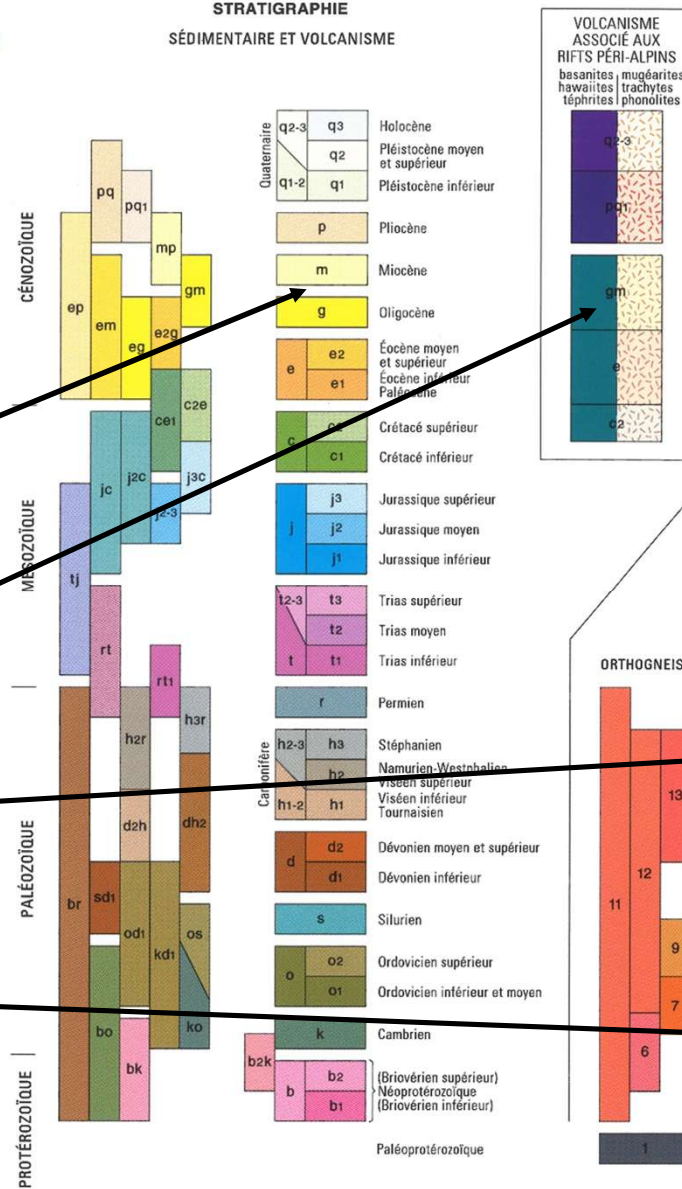 STRATIGRAPHIE
SÉDIMENTAIRE ET VOLCANISME
VOLCANISME
ASSOCIÉ AUX
RIFTS PÉRI-ALPINS
basanites
hawaiites
téphrites
mugéarites
trachytes
phonolites
q2-3
pq1
gm
e
c2
CÉNOZOÏQUE
MÉSOZOÏQUE
PALÉOZOÏQUE
PROTÉROZOÏQUE
pq
pq1
mp
gm
ep
em
eg
e2g
ce1
c2e
jc
j2c
j3c
j2-3
tj
rt
rt1
h2r
h3r
d2h
dh2
br
sd1
od1
kd1
os
ko
bo
bk
Quaternaire
q2-3
q3
Holocène
q2
Pléistocène moyen
et supérieur
q1-2
q1
Pléistocène inférieur
p
Pliocène
m
Miocène
g
Oligocène
e
e2
Éocène moyen
et supérieur
e1
Éocène inférieur
Paléocène
c
c2
Crétacé supérieur
c1
Crétacé inférieur
j
j3
Jurassique supérieur
j2
Jurassique moyen
j1
Jurassique inférieur
t2-3
t3
Trias supérieur
t2
Trias moyen
t
t1
Trias inférieur
r
Permien
Carbonifère
h2-3
h3
Stéphanien
h2
Namurien-Westphalien
Viséen supérieur
h1-2
h1
Viséen inférieur
Tournaisien
d
d2
Dévonien moyen et supérieur
d1
Dévonien inférieur
s
Silurien
o
o2
Ordovicien supérieur
o1
Ordovicien inférieur et moyen
k
Cambrien
b2k
b
b2
(Briovérien supérieur)
Néoprotérozoïque
b1
(Briovérien inférieur)
Paléoprotérozoïque
ORTHOGNEIS
11
12
13
9
7
6
1